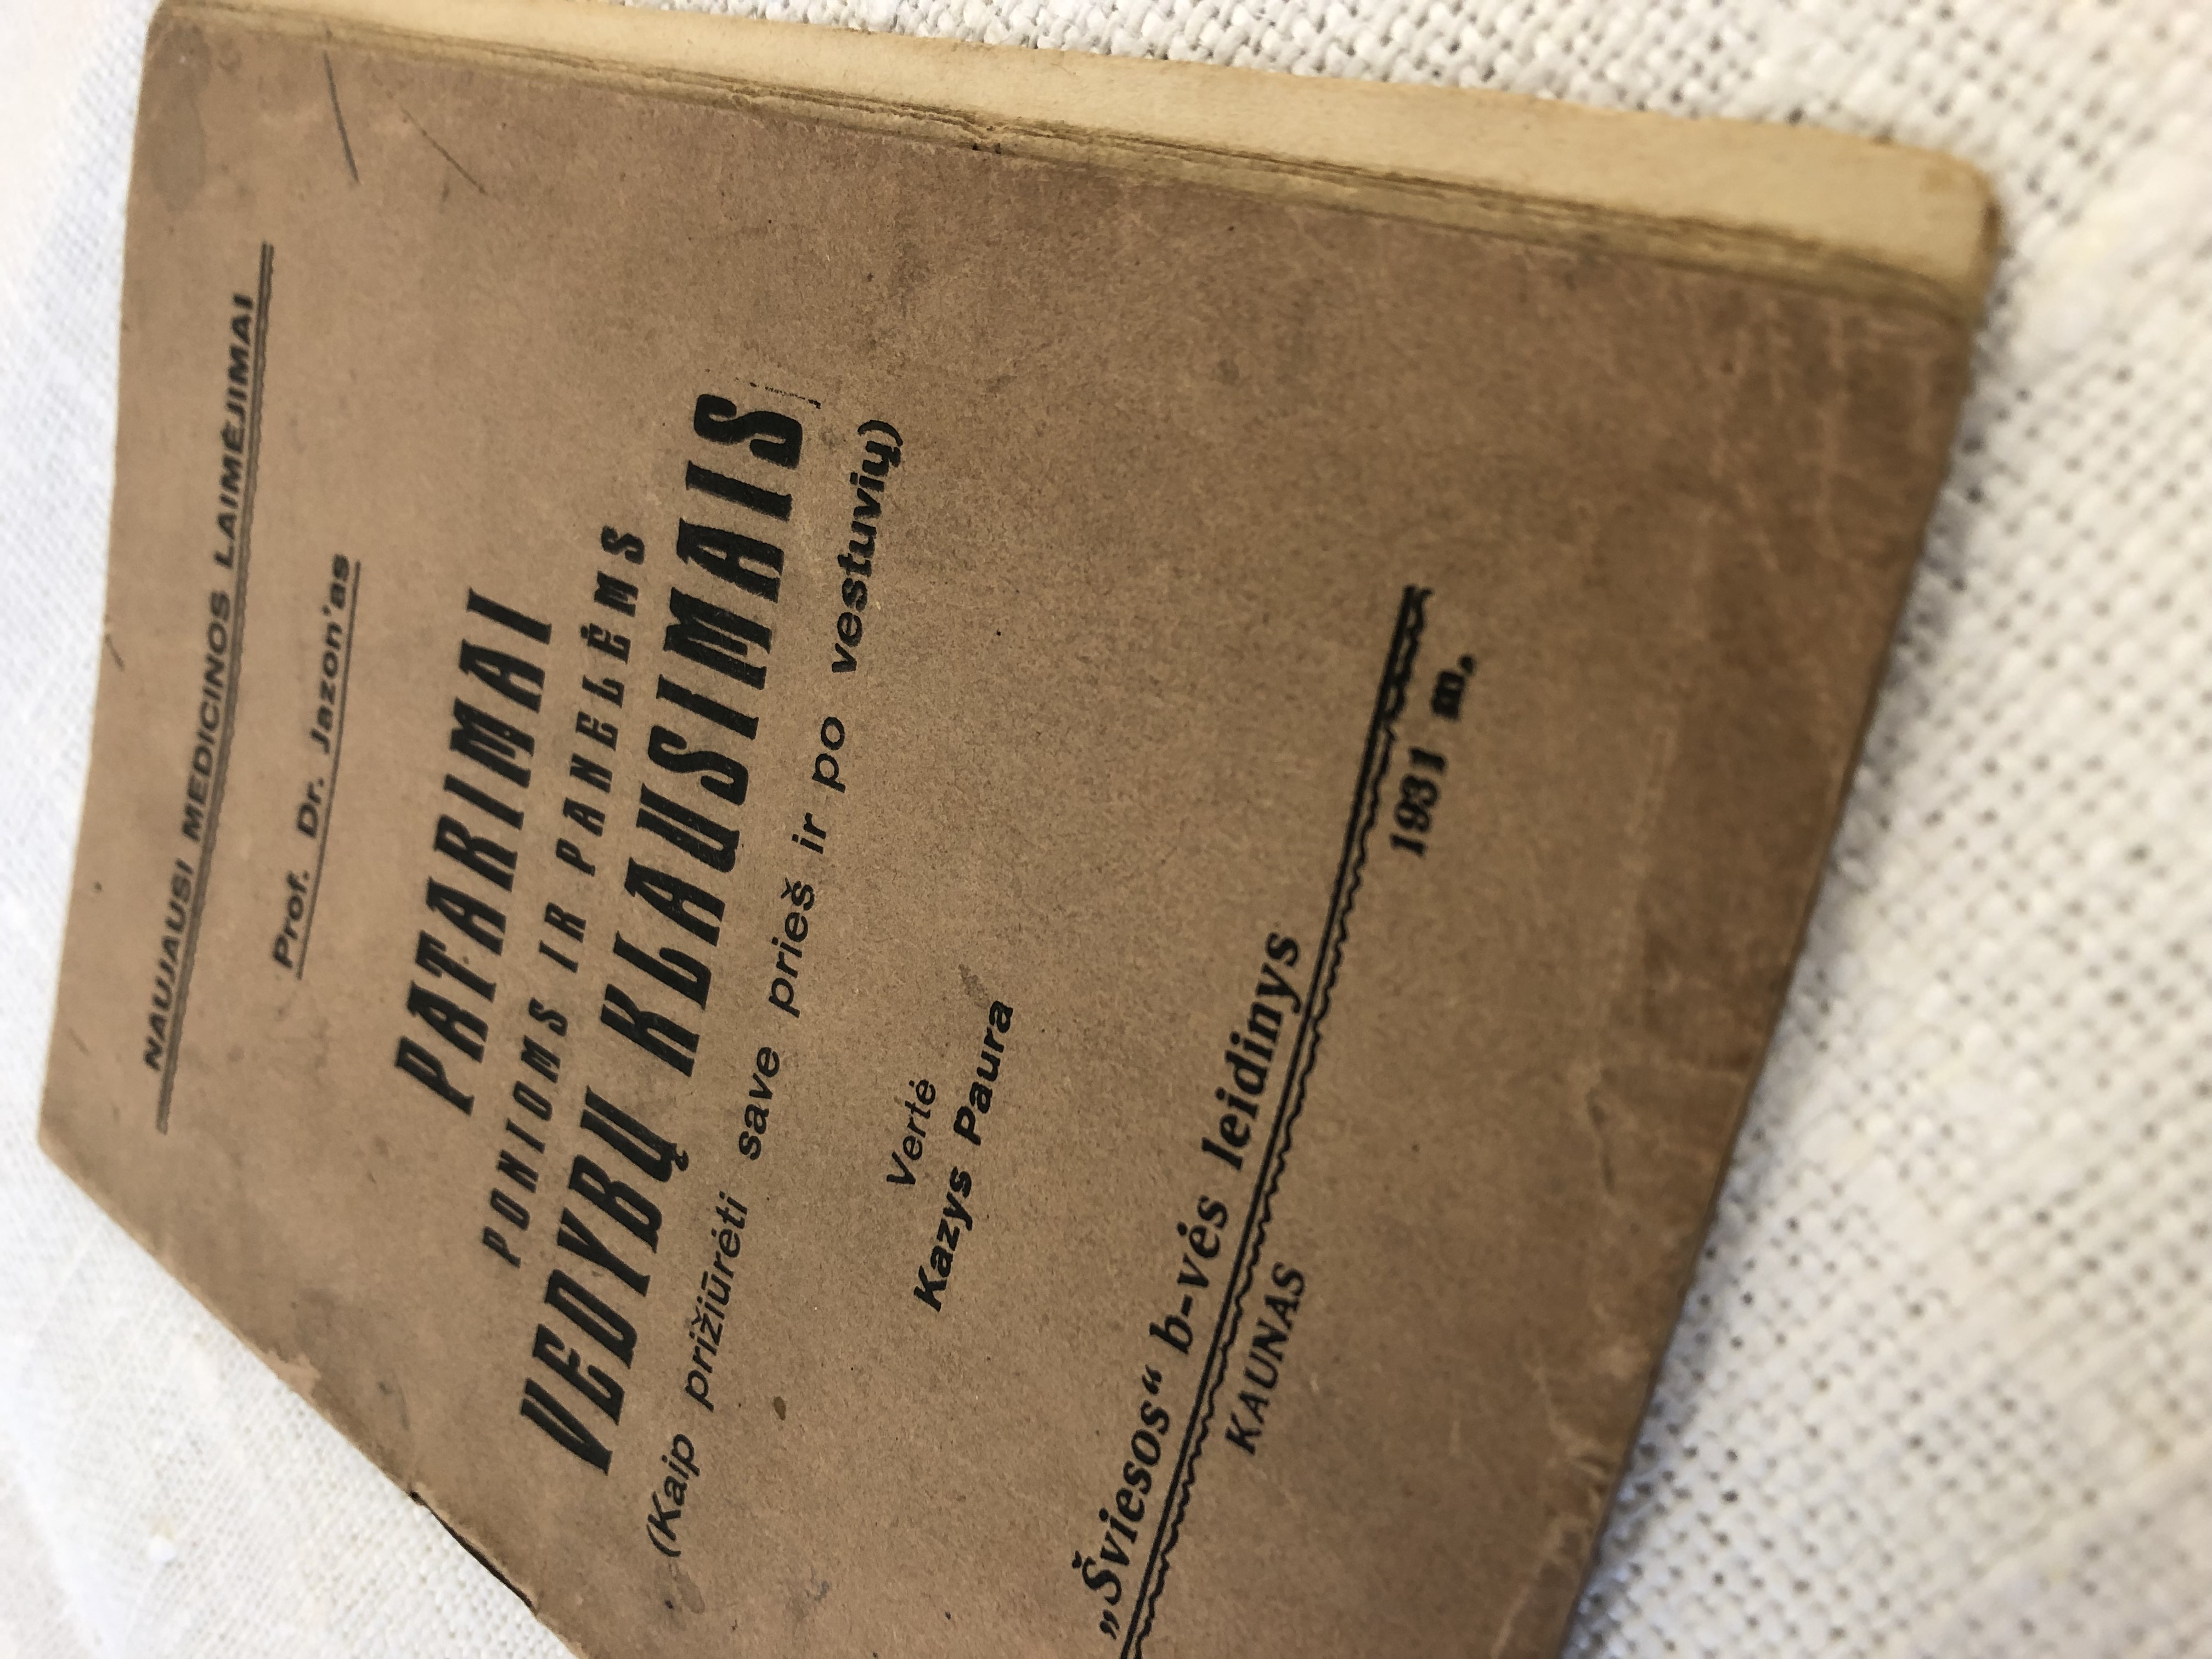 NAUJAUSI MEDICINOS LAIMĖJIMAI
Prof. Dr. Jazon'as
PATARIMAI
PONIOMS IR PANELĖMS
VEDYBŲ KLAUSIMAIS
(Kaip prižiūrėti save prieš ir po vestuvių)
Vertė
Kazys Paura
„Šviesos“ b-vės leidinys
KAUNAS 1931 m.